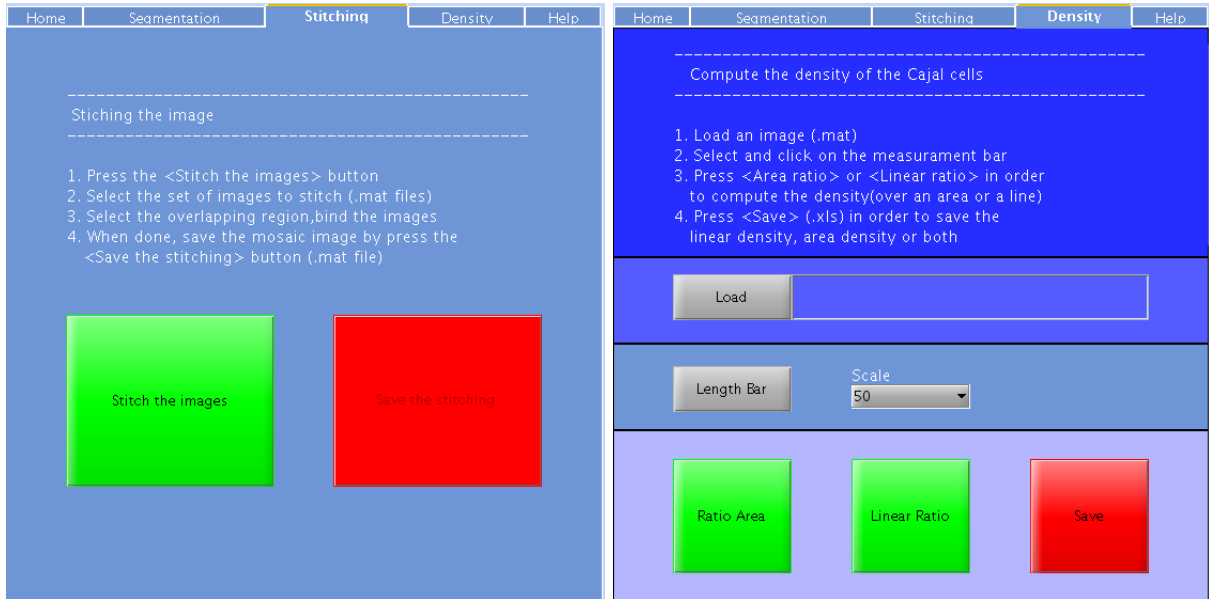 Home Segmentation Stitching Density Help
Stiching the image
1. Press the <Stitch the images> button
2. Select the set of images to stitch (.mat files)
3. Select the overlapping region,bind the images
4. When done, save the mosaic image by press the
<Save the stitching> button (.mat file)
Stitch the images
Save the stitching
Home Segmentation Stitching Density Help
Compute the density of the Cajal cells
1. Load an image (.mat)
2. Select and click on the measurament bar
3. Press <Area ratio> or <Linear ratio> in order
to compute the density(over an area or a line)
4. Press <Save> (.xls) in order to save the
linear density, area density or both
Load
Length Bar
Scale
50
Ratio Area
Linear Ratio
Save